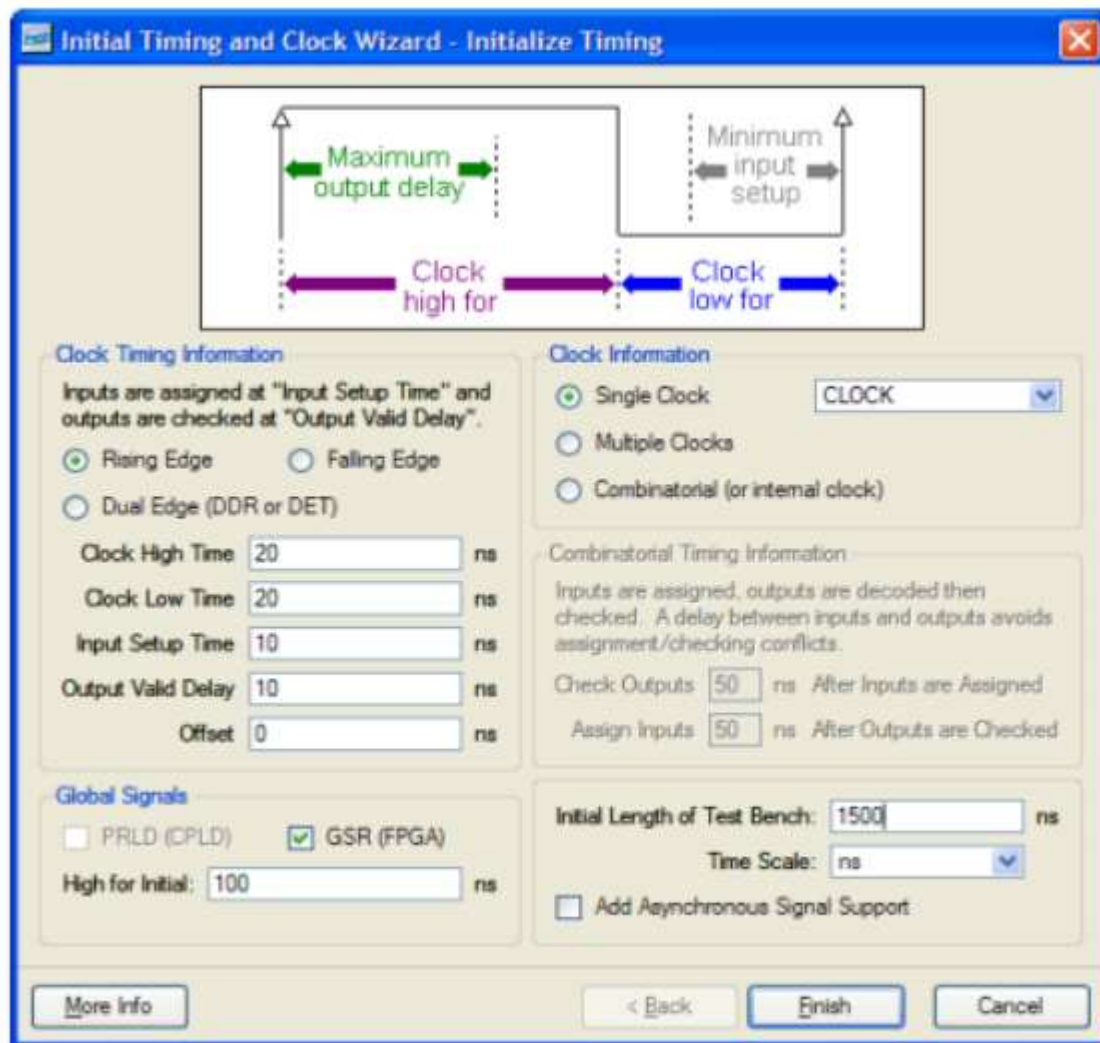 Initial Timing and Clock Wizard - Initialize Timing
Maximum
output delay
Minimum
input
setup
Clock
high for
Clock
low for
Clock Timing Information
Inputs are assigned at "Input Setup Time" and
outputs are checked at "Output Valid Delay".
Rising Edge
Falling Edge
Dual Edge (DDR or DET)
Clock High Time 20 ns
Clock Low Time 20 ns
Input Setup Time 10 ns
Output Valid Delay 10 ns
Offset 0 ns
Global Signals
PRLD (CPLD)
GSR (FPGA)
High for Initial: 100 ns
Clock Information
Single Clock
CLOCK
Multiple Clocks
Combinatorial (or internal clock)
Combinatorial Timing Information
Inputs are assigned, outputs are decoded then
checked. A delay between inputs and outputs avoids
assignment/checking conflicts.
Check Outputs 50 ns After Inputs are Assigned
Assign Inputs 50 ns After Outputs are Checked
Initial Length of Test Bench: 1500 ns
Time Scale: ns
Add Asynchronous Signal Support
More Info
< Back
Finish
Cancel